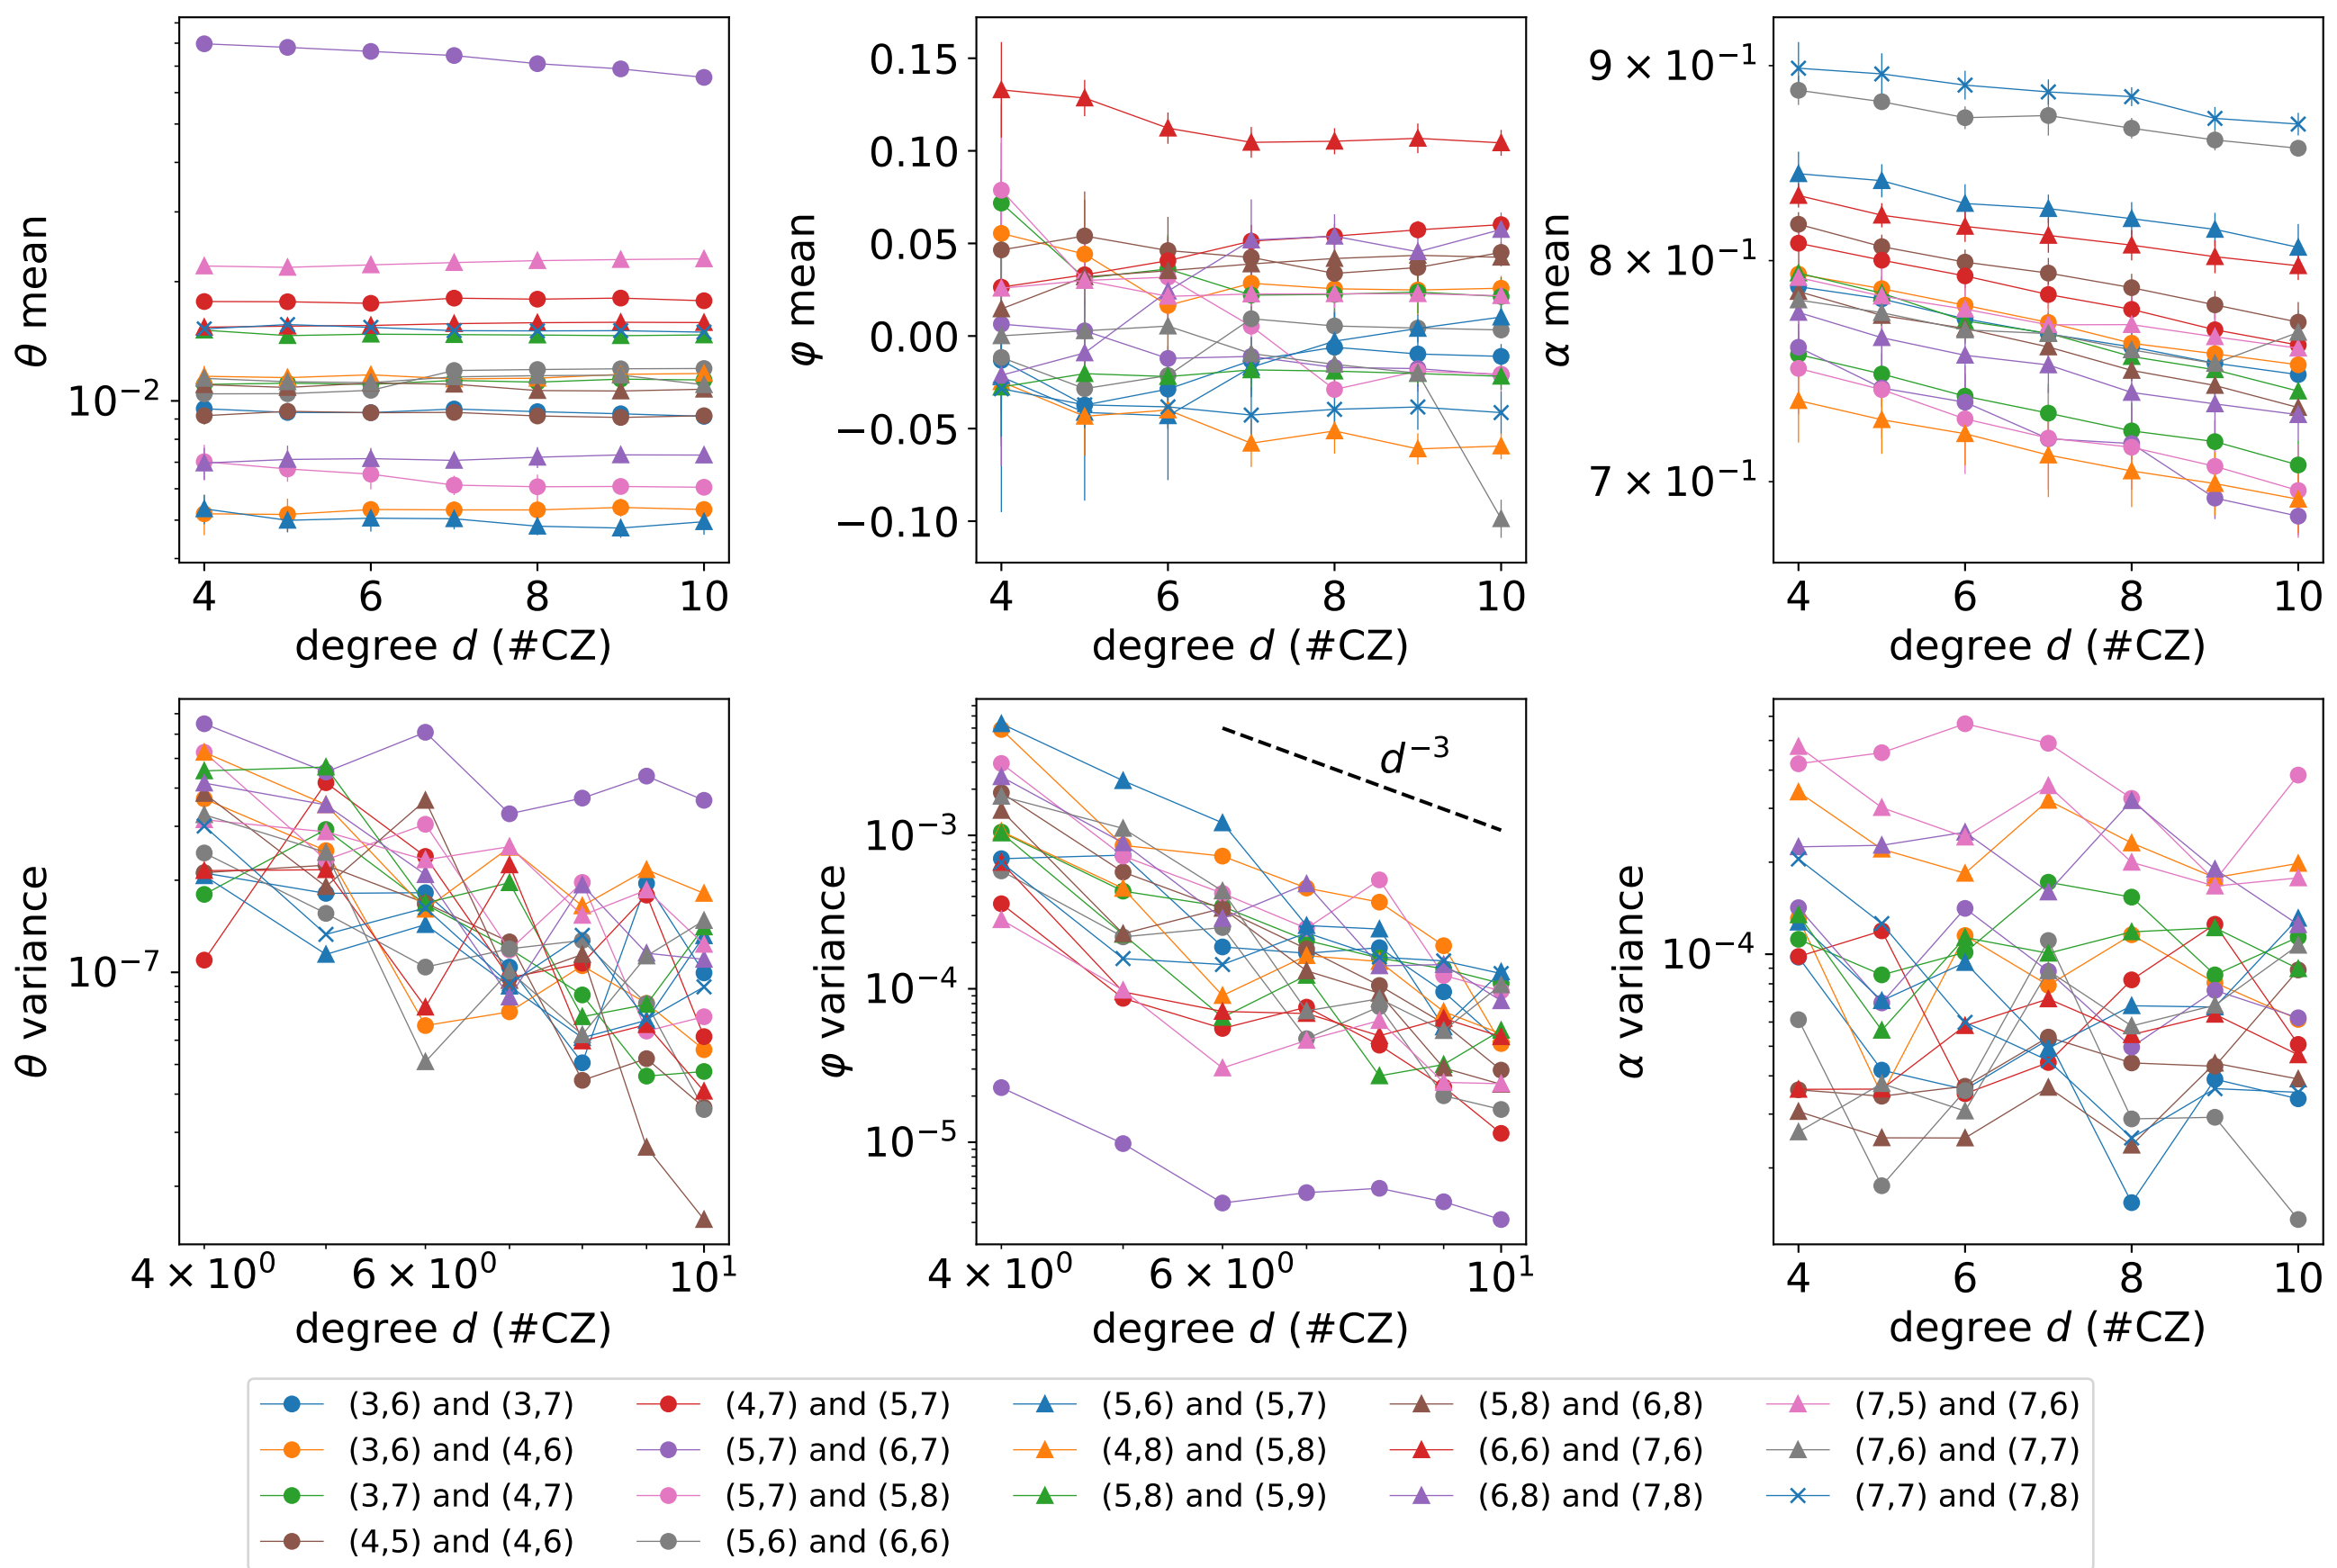 θ mean
10⁻²
4 6 8 10
degree d (#CZ)
φ mean
0.15
0.10
0.05
0.00
−0.05
−0.10
4 6 8 10
degree d (#CZ)
α mean
9 × 10⁻¹
8 × 10⁻¹
7 × 10⁻¹
4 6 8 10
degree d (#CZ)
θ variance
10⁻⁷
4 × 10⁰ 6 × 10⁰ 10¹
degree d (#CZ)
φ variance
10⁻³
10⁻⁴
10⁻⁵
d⁻³
4 × 10⁰ 6 × 10⁰ 10¹
degree d (#CZ)
α variance
10⁻⁴
4 6 8 10
degree d (#CZ)
(3,6) and (3,7)
(3,6) and (4,6)
(3,7) and (4,7)
(4,5) and (4,6)
(4,7) and (5,7)
(5,7) and (6,7)
(5,7) and (5,8)
(5,6) and (6,6)
(5,6) and (5,7)
(4,8) and (5,8)
(5,8) and (5,9)
(5,8) and (6,8)
(6,6) and (7,6)
(6,8) and (7,8)
(7,5) and (7,6)
(7,6) and (7,7)
(7,7) and (7,8)